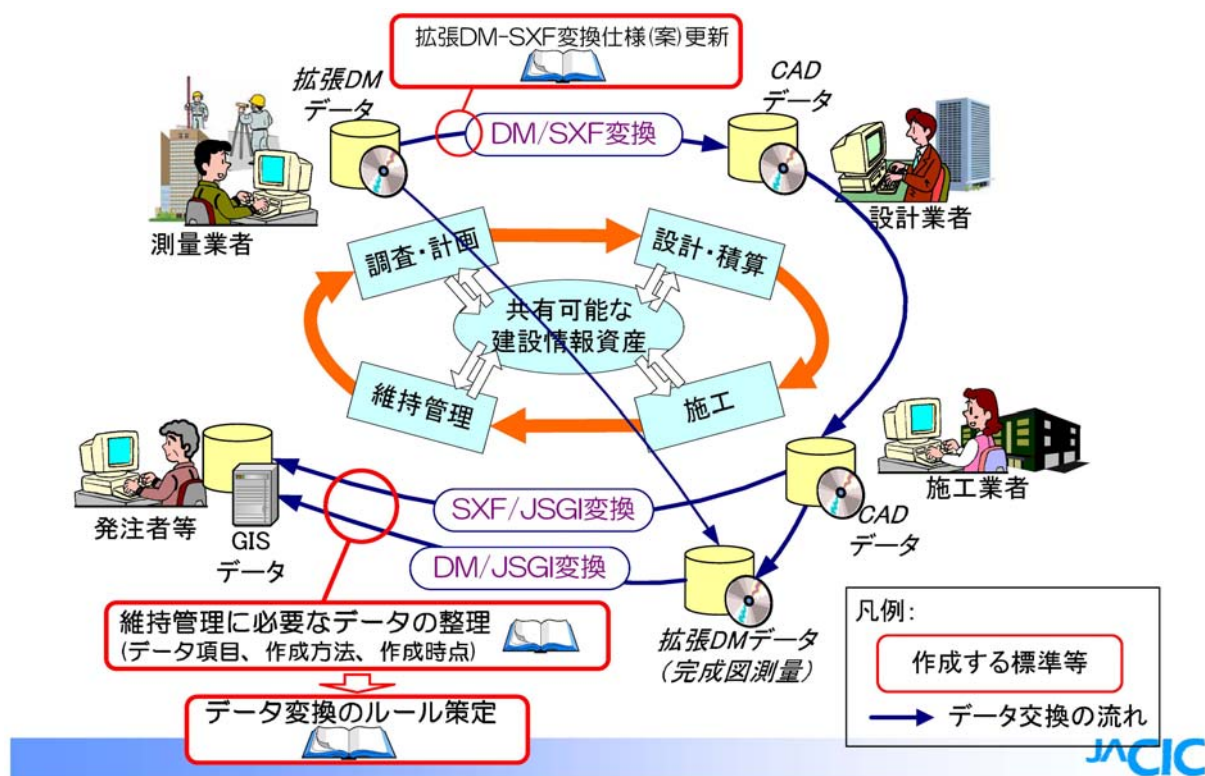 拡張DM-SXF変換仕様(案)更新
拡張DM
データ
CAD
データ
DM/SXF変換
測量業者
設計業者
調査・計画
設計・積算
共有可能な
建設情報資産
維持管理
施工
発注者等
GIS
データ
SXF/JSGI変換
DM/JSGI変換
CAD
データ
施工業者
拡張DMデータ
(完成図測量)
維持管理に必要なデータの整理
(データ項目、作成方法、作成時点)
データ変換のルール策定
凡例:
作成する標準等
データ交換の流れ
JACIC